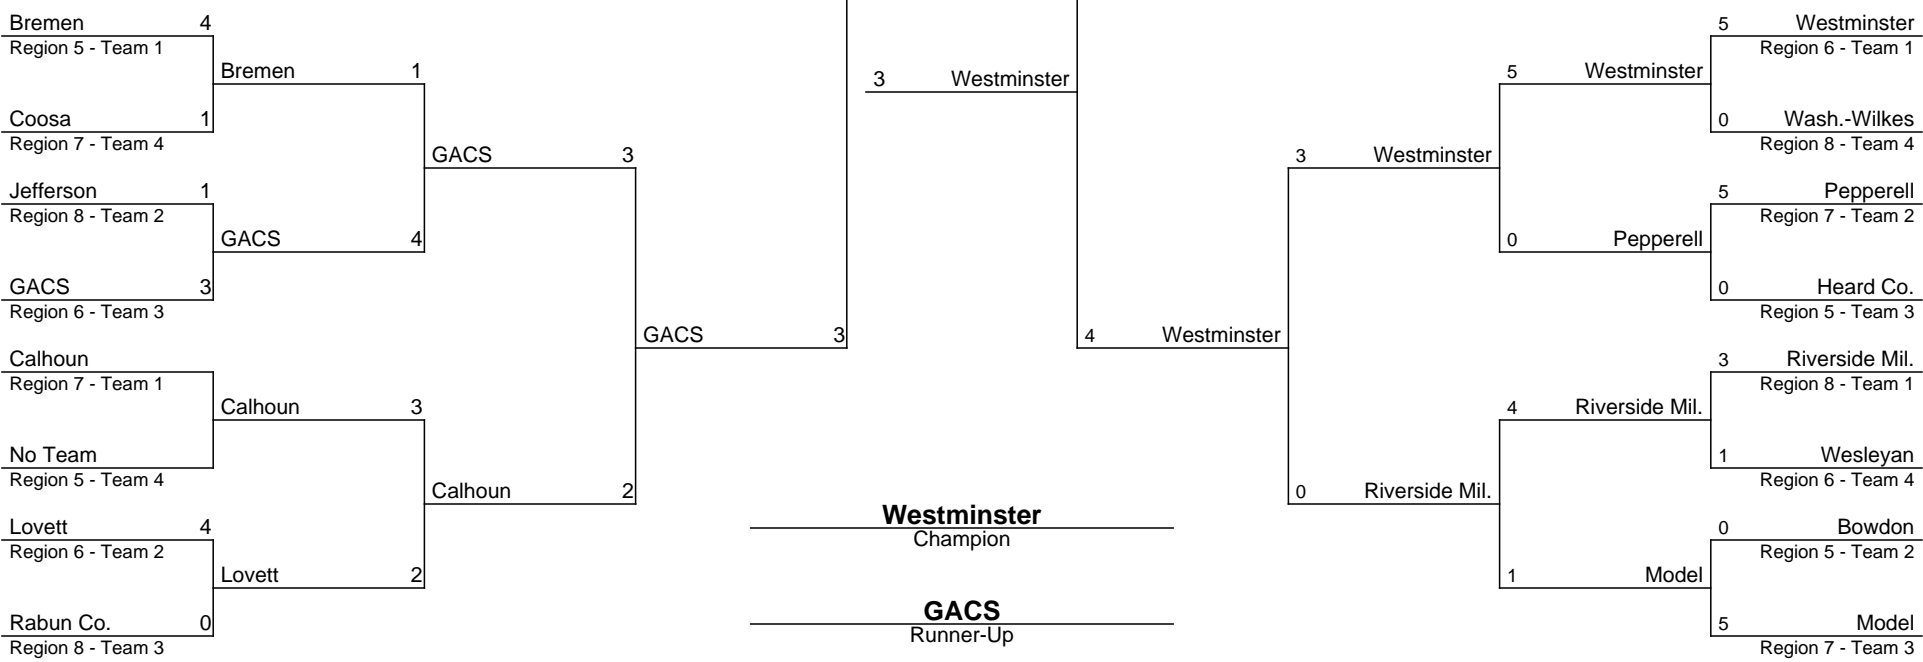 Bremen 4
Region 5 - Team 1
Bremen 1
Coosa 1
Region 7 - Team 4
GACS 3
Jefferson 1
Region 8 - Team 2
GACS 4
GACS 3
Region 6 - Team 3
GACS 3
Calhoun
Region 7 - Team 1
Calhoun 3
No Team
Region 5 - Team 4
Calhoun 2
Lovett 4
Region 6 - Team 2
Lovett 2
Rabun Co. 0
Region 8 - Team 3
3 Westminster
4 Westminster
Westminster
Champion
GACS
Runner-Up
5 Westminster
Region 6 - Team 1
5 Westminster
0 Wash.-Wilkes
Region 8 - Team 4
3 Westminster
5 Pepperell
Region 7 - Team 2
0 Pepperell
0 Heard Co.
Region 5 - Team 3
3 Riverside Mil.
Region 8 - Team 1
4 Riverside Mil.
1 Wesleyan
Region 6 - Team 4
0 Riverside Mil.
0 Bowdon
Region 5 - Team 2
1 Model
5 Model
Region 7 - Team 3